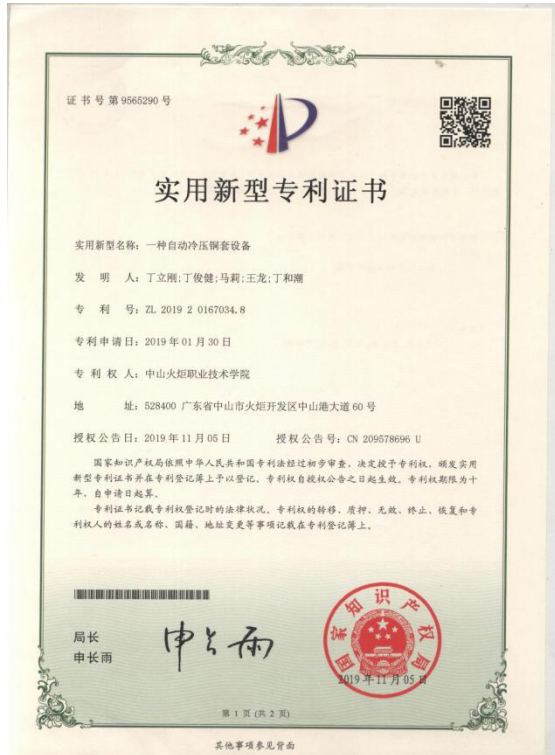 证书号第9565290号
实用新型专利证书
实用新型名称：一种自动冷压铜套设备
发明人：丁立刚;丁俊健;马莉;王龙;丁和潮
专利号：ZL 2019 2 0167034.8
专利申请日：2019年01月30日
专利权人：中山火炬职业技术学院
地址：528400 广东省中山市火炬开发区中山港大道60号
授权公告日：2019年11月05日 授权公告号：CN 209578696 U
国家知识产权局依照中华人民共和国专利法经过初步审查，决定授予专利权，颁发实用
新型专利证书并在专利登记簿上予以登记。专利权自授权公告之日起生效。专利权期限为十
年，自申请日起算。
专利证书记载专利权登记时的法律状况。专利权的转移、质押、无效、终止、恢复和专
利权人的姓名或名称、国籍、地址变更等事项记载在专利登记簿上。
局长
申长雨
申长雨
国家知识产权局
2019年11月05日
第 1 页 (共 2 页)
其他事项参见背面